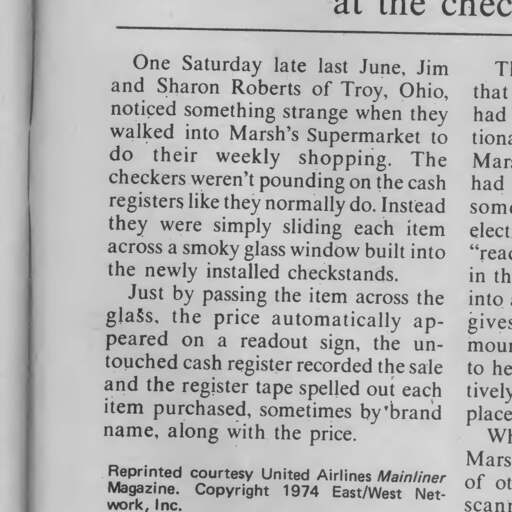 at the chec
One Saturday late last June, Jim
and Sharon Roberts of Troy, Ohio,
noticed something strange when they
walked into Marsh's Supermarket to
do their weekly shopping. The
checkers weren't pounding on the cash
registers like they normally do. Instead
they were simply sliding each item
across a smoky glass window built into
the newly installed checkstands.
Just by passing the item across the
glass, the price automatically ap-
peared on a readout sign, the un-
touched cash register recorded the sale
and the register tape spelled out each
item purchased, sometimes by brand
name, along with the price.
Reprinted courtesy United Airlines Mainliner
Magazine. Copyright 1974 East/West Net-
work, Inc.
Th
that
had
tiona
Mars
had
some
elect
“read
in th
into
gives
moun
to he
tively
place
Wh
Mars
of ot
scann